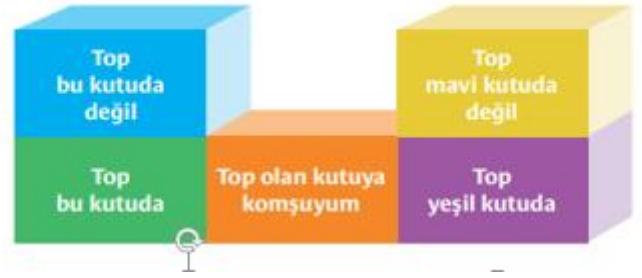 Top
bu kutuda
değil
Top
mavi kutuda
değil
Top
bu kutuda
Top olan kutuya
komşuyum
Top
yeşil kutuda